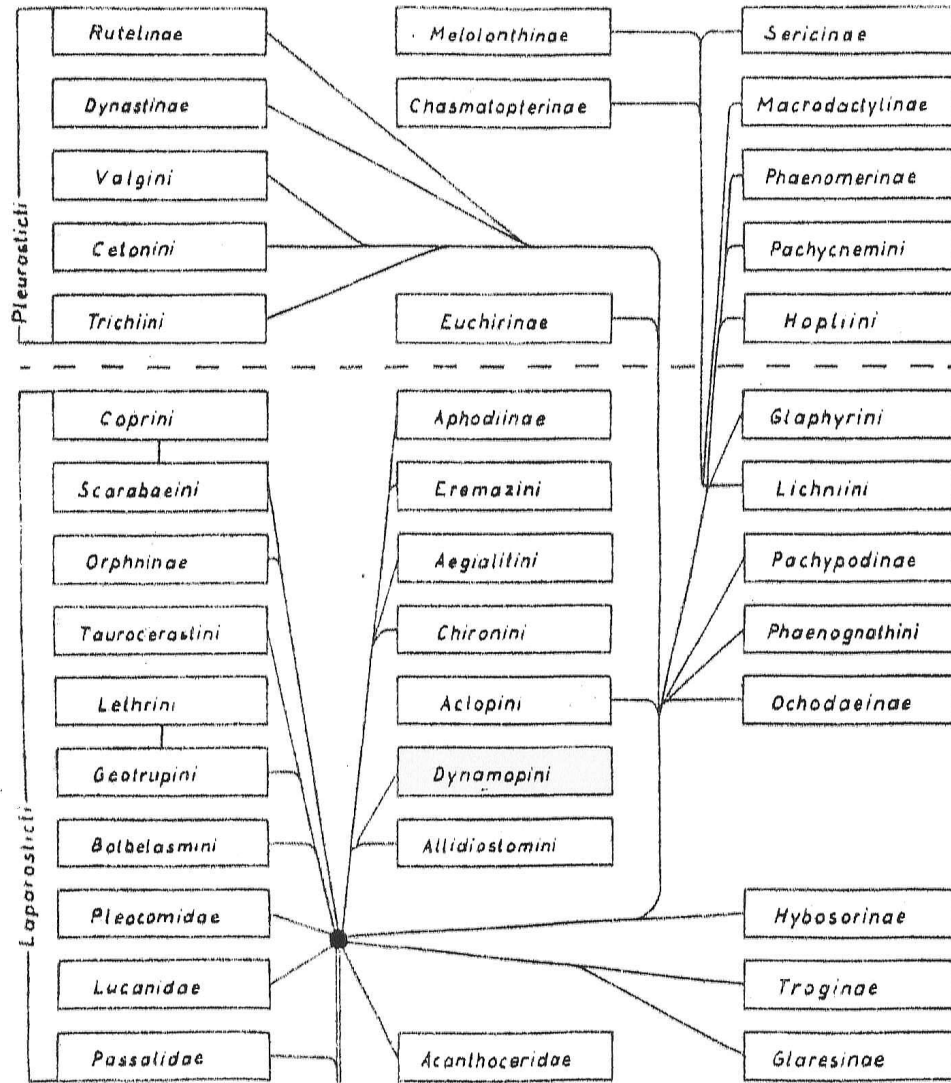 Pleurosticti
Rutelinae
Dynastinae
Valgini
Cetonini
Trichiini
Melolonthinae
Chasmatopterinae
Euchirinae
Sericinae
Macrodactylinae
Phaenomerinae
Pachycnemini
Hopliini
Laparosticti
Coprini
Scarabaeini
Orphninae
Taurocerastini
Lethrini
Geotrupini
Bolbelasmini
Pleocomidae
Lucanidae
Passalidae
Aphodiinae
Eremazini
Aegialitini
Chironini
Aclopini
Dynamopini
Allidiostomini
Acanthoceridae
Glaphyrini
Lichniini
Pachypodinae
Phaenognathini
Ochodaeinae
Hybosorinae
Troginae
Glaresinae